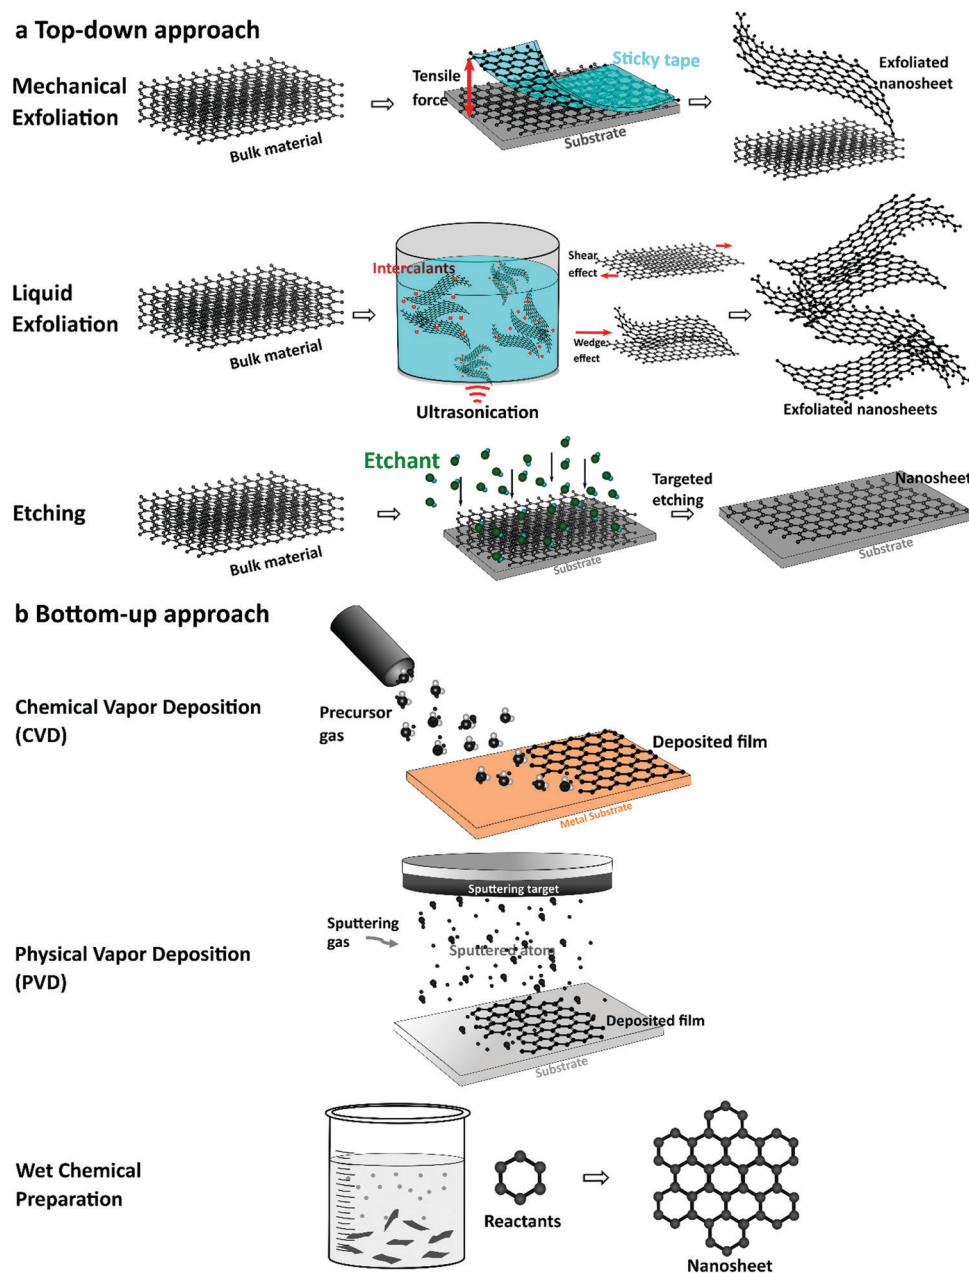 a Top-down approach
Mechanical
Exfoliation
Bulk material
Tensile
force
Sticky tape
Substrate
Exfoliated
nanosheet
Liquid
Exfoliation
Bulk material
Intercalants
Ultrasonication
Shear
effect
Wedge
effect
Exfoliated nanosheets
Etching
Bulk material
Etchant
Substrate
Targeted
etching
Nanosheet
Substrate
b Bottom-up approach
Chemical Vapor Deposition
(CVD)
Precursor
gas
Deposited film
Metal Substrate
Physical Vapor Deposition
(PVD)
Sputtering target
Sputtering
gas
Sputtered atom
Deposited film
Substrate
Wet Chemical
Preparation
Reactants
Nanosheet